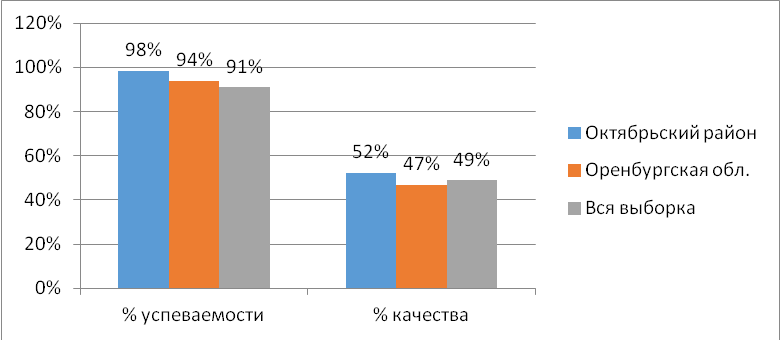 120%
100%
80%
60%
40%
20%
0%
98%
94%
91%
52%
47%
49%
% успеваемости
% качества
Октябрьский район
Оренбургская обл.
Вся выборка